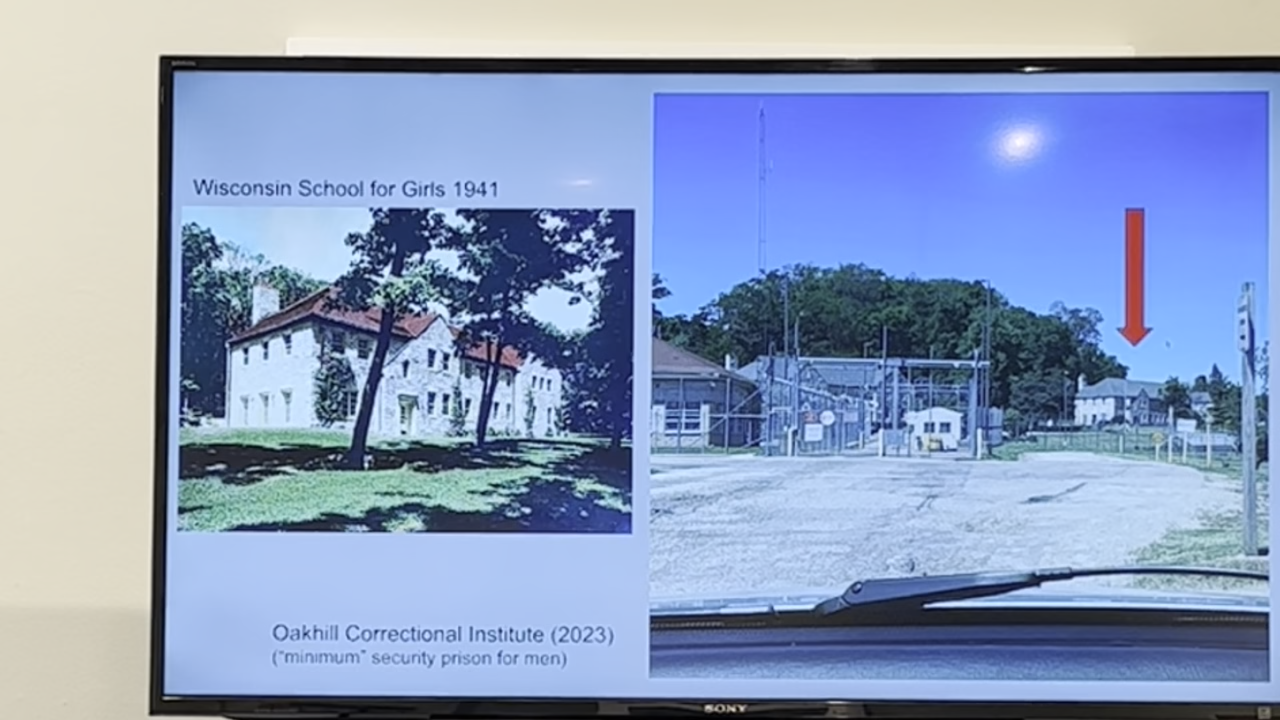 Wisconsin School for Girls 1941
Oakhill Correctional Institute (2023)
("minimum" security prison for men)
SONY